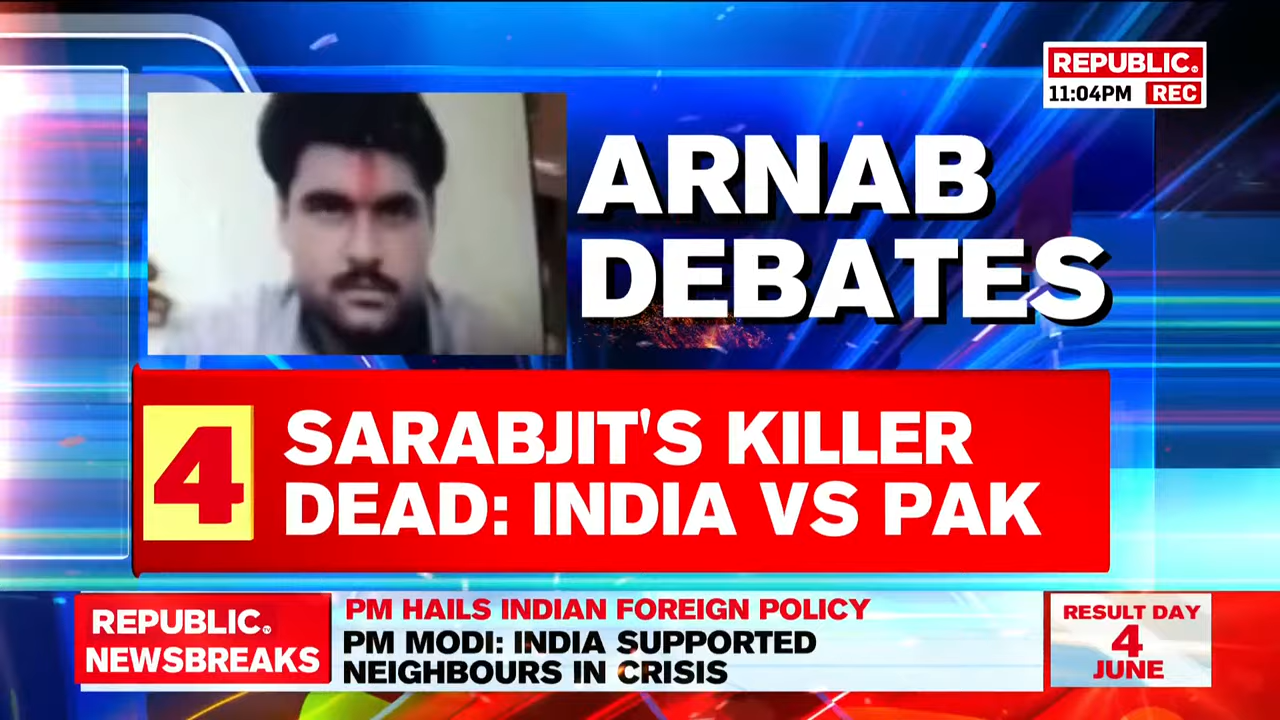 REPUBLIC.
11:04PM REC
ARNAB
DEBATES
4
SARABJIT'S KILLER
DEAD: INDIA VS PAK
REPUBLIC.
NEWSBREAKS
PM HAILS INDIAN FOREIGN POLICY
PM MODI: INDIA SUPPORTED
NEIGHBOURS IN CRISIS
RESULT DAY
4
JUNE